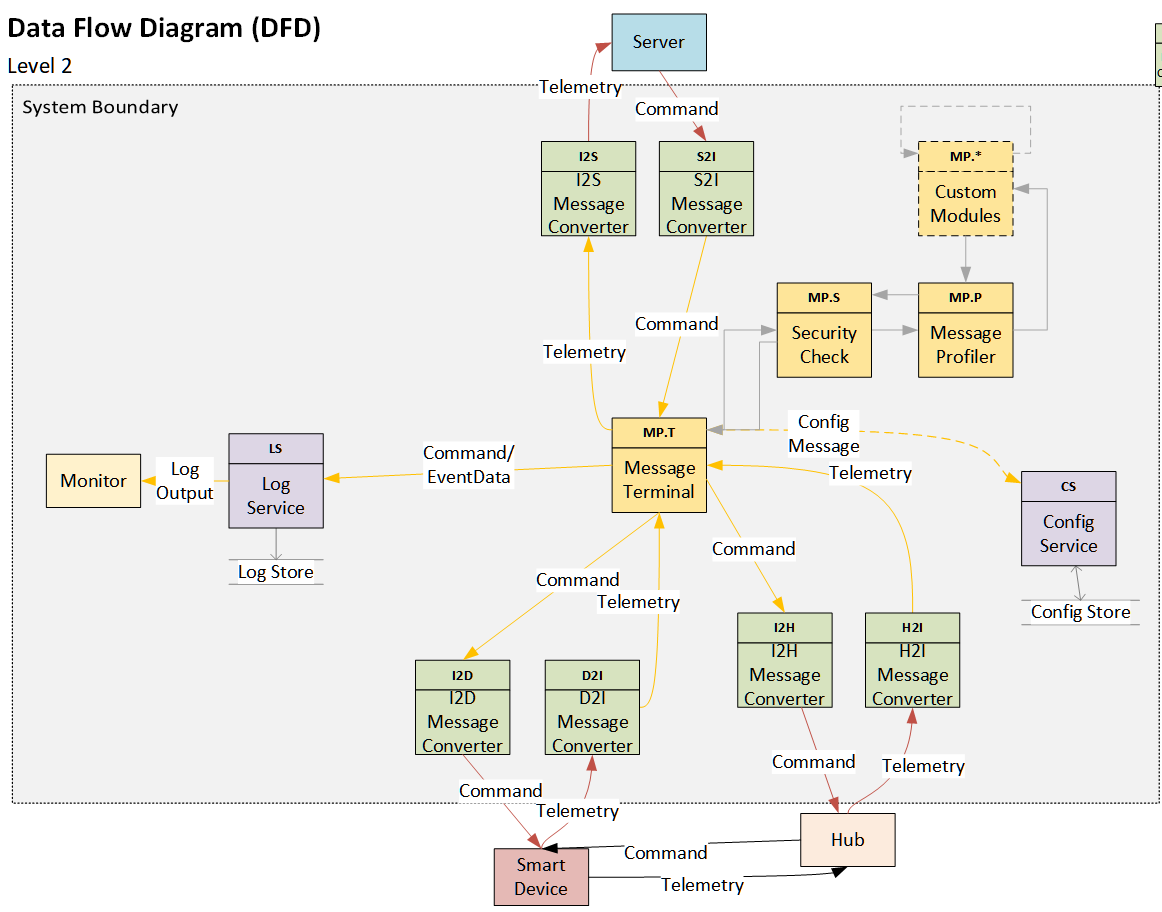 Data Flow Diagram (DFD)
Level 2
System Boundary
Server
Telemetry
Command
I2S
I2S
Message
Converter
S2I
S2I
Message
Converter
MP.*
Custom
Modules
MP.S
Security
Check
MP.P
Message
Profiler
Command
Telemetry
MP.T
Message
Terminal
Config
Message
Telemetry
Command/
EventData
LS
Log
Service
Log
Output
Monitor
Log Store
CS
Config
Service
Config Store
Command
Command
Telemetry
I2H
I2H
Message
Converter
H2I
H2I
Message
Converter
I2D
I2D
Message
Converter
D2I
D2I
Message
Converter
Command
Telemetry
Command
Telemetry
Hub
Smart
Device
Command
Telemetry